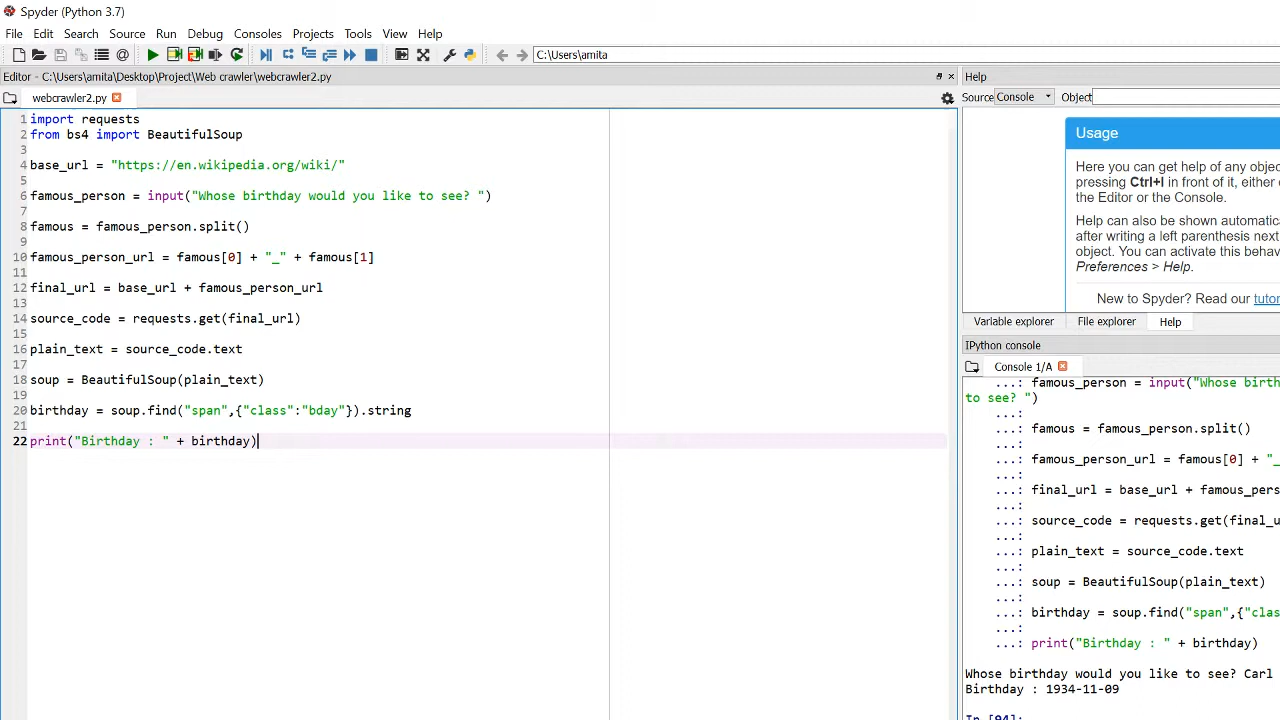 Spyder (Python 3.7)
File Edit Search Source Run Debug Consoles Projects Tools View Help
C:\Users\amita
Editor - C:\Users\amita\Desktop\Project\Web crawler\webcrawler2.py
webcrawler2.py
1 import requests
2 from bs4 import BeautifulSoup
3
4 base_url = "https://en.wikipedia.org/wiki/"
5
6 famous_person = input("Whose birthday would you like to see? ")
7
8 famous = famous_person.split()
9
10 famous_person_url = famous[0] + "_" + famous[1]
11
12 final_url = base_url + famous_person_url
13
14 source_code = requests.get(final_url)
15
16 plain_text = source_code.text
17
18 soup = BeautifulSoup(plain_text)
19
20 birthday = soup.find("span",{"class":"bday"}).string
21
22 print("Birthday : " + birthday)
Help
Source Console Object
Usage
Here you can get help of any objec
pressing Ctrl+I in front of it, either o
the Editor or the Console.
Help can also be shown automatica
after writing a left parenthesis next
object. You can activate this behav
Preferences > Help.
New to Spyder? Read our tutor
Variable explorer File explorer Help
IPython console
Console 1/A
...: famous_person = input("Whose birth
to see? ")
...:
...: famous = famous_person.split()
...:
...: famous_person_url = famous[0] + "_
...:
...: final_url = base_url + famous_pers
...:
...: source_code = requests.get(final_u
...:
...: plain_text = source_code.text
...:
...: soup = BeautifulSoup(plain_text)
...:
...: birthday = soup.find("span",{"clas
...:
...: print("Birthday : " + birthday)
Whose birthday would you like to see? Carl
Birthday : 1934-11-09
In [94]: